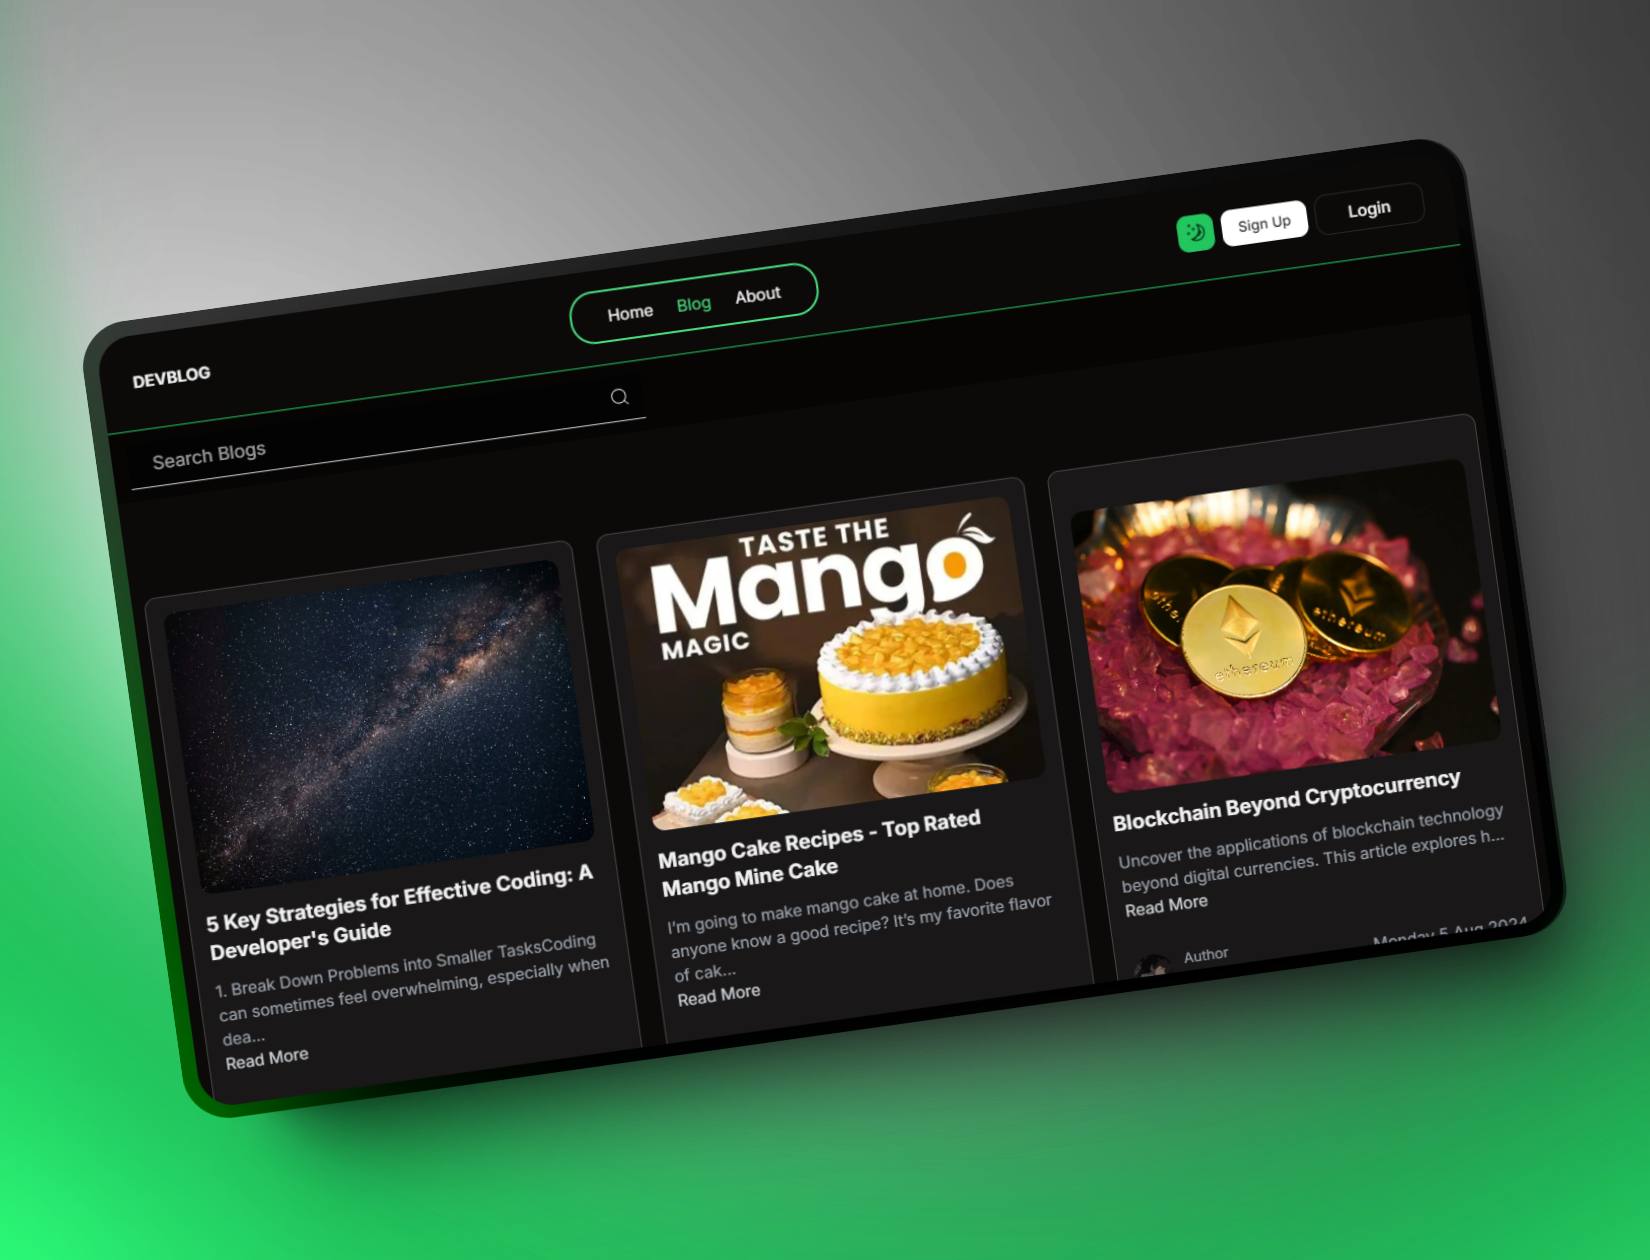 DEVBLOG
Home Blog About
Sign Up
Login
Search Blogs
5 Key Strategies for Effective Coding: A
Developer's Guide
1. Break Down Problems into Smaller TasksCoding
can sometimes feel overwhelming, especially when
dea...
Read More
TASTE THE
Mango
MAGIC
Mango Cake Recipes - Top Rated
Mango Mine Cake
I'm going to make mango cake at home. Does
anyone know a good recipe? It's my favorite flavor
of cak...
Read More
ethereum
ethereum
Blockchain Beyond Cryptocurrency
Uncover the applications of blockchain technology
beyond digital currencies. This article explores h...
Read More
Author
Monday 5 Aug 2024